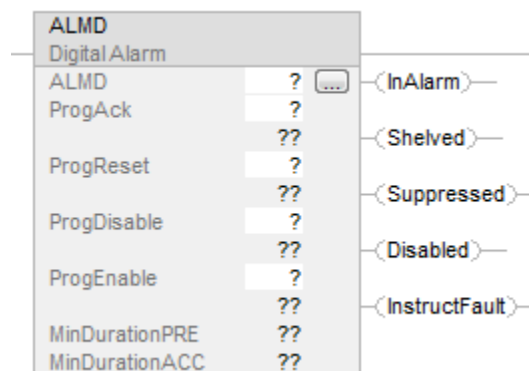 ALMD
Digital Alarm
ALMD ? ... InAlarm
ProgAck ?
?? Shelved
ProgReset ?
?? Suppressed
ProgDisable ?
?? Disabled
ProgEnable ?
?? InstructFault
MinDurationPRE ??
MinDurationACC ??